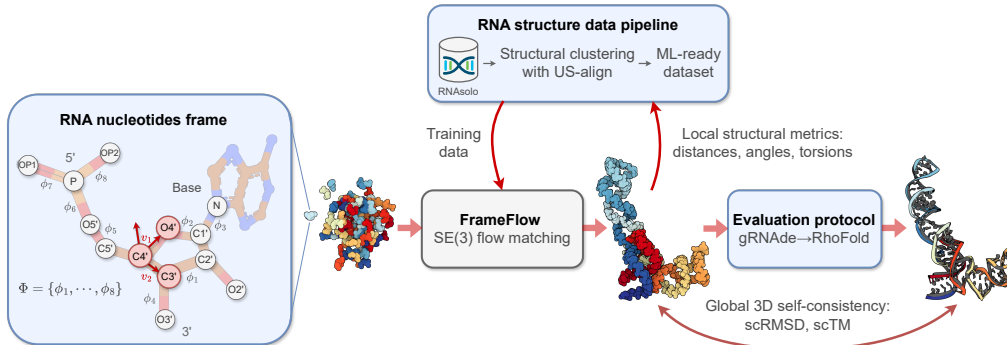 RNA structure data pipeline
RNAsolo
Structural clustering
with US-align
ML-ready
dataset
Training
data
Local structural metrics:
distances, angles, torsions
RNA nucleotides frame
OP1
5'
OP2
ϕ7
P
ϕ8
ϕ6
Base
N
O5'
ϕ5
O4'
ϕ2
ϕ3
C1'
v1
C5'
C4'
C2'
v2
C3'
ϕ1
Φ = {ϕ1, ⋯, ϕ8}
ϕ4
O2'
O3'
3'
FrameFlow
SE(3) flow matching
Evaluation protocol
gRNAde→RhoFold
Global 3D self-consistency:
scRMSD, scTM